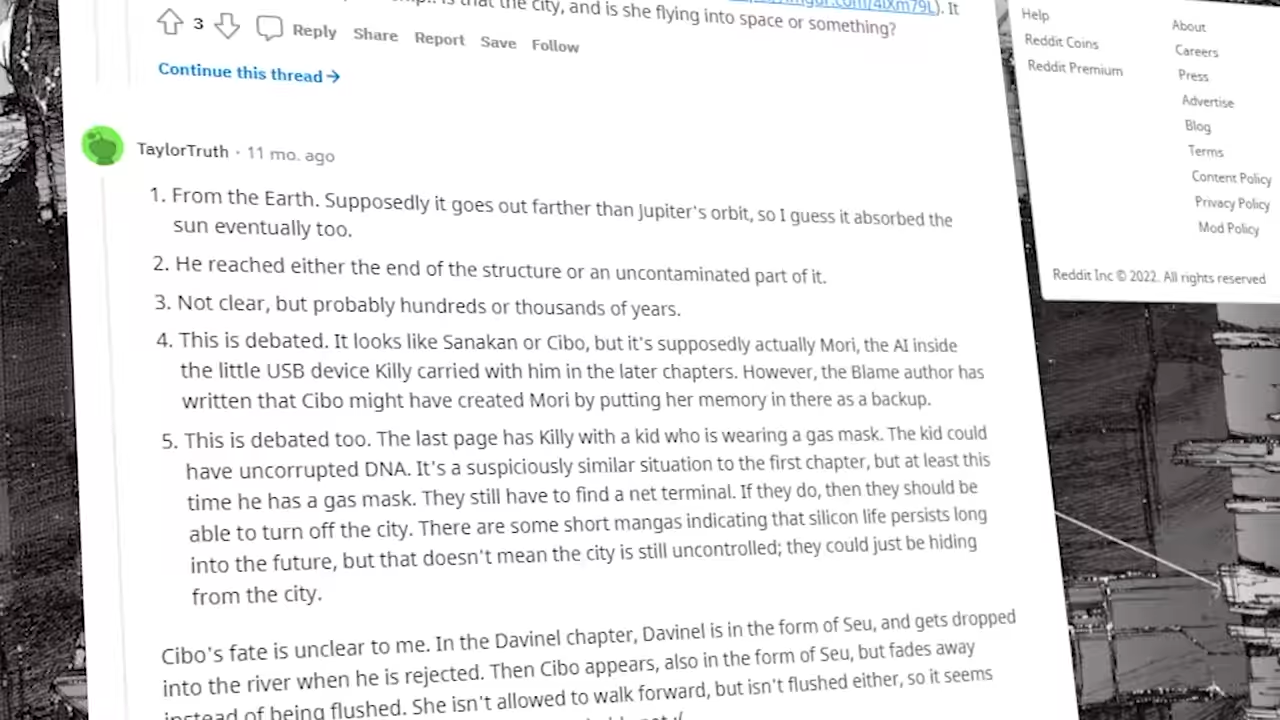 the city, and is she flying into space or something?
3 Reply Share Report Save Follow
Continue this thread →
TaylorTruth · 11 mo. ago
1. From the Earth. Supposedly it goes out farther than Jupiter's orbit, so I guess it absorbed the
sun eventually too.
2. He reached either the end of the structure or an uncontaminated part of it.
3. Not clear, but probably hundreds or thousands of years.
4. This is debated. It looks like Sanakan or Cibo, but it's supposedly actually Mori, the AI inside
the little USB device Killy carried with him in the later chapters. However, the Blame author has
written that Cibo might have created Mori by putting her memory in there as a backup.
5. This is debated too. The last page has Killy with a kid who is wearing a gas mask. The kid could
have uncorrupted DNA. It's a suspiciously similar situation to the first chapter, but at least this
time he has a gas mask. They still have to find a net terminal. If they do, then they should be
able to turn off the city. There are some short mangas indicating that silicon life persists long
into the future, but that doesn't mean the city is still uncontrolled; they could just be hiding
from the city.
Cibo's fate is unclear to me. In the Davinel chapter, Davinel is in the form of Seu, and gets dropped
into the river when he is rejected. Then Cibo appears, also in the form of Seu, but fades away
instead of being flushed. She isn't allowed to walk forward, but isn't flushed either, so it seems
Help
Reddit Coins
Reddit Premium
About
Careers
Press
Advertise
Blog
Terms
Content Policy
Privacy Policy
Mod Policy
Reddit Inc © 2022. All rights reserved